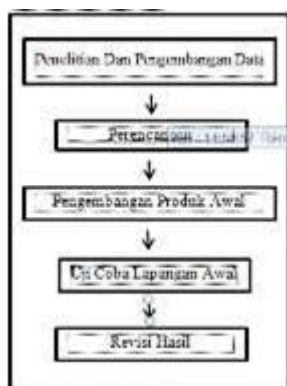 Penelitian Dan Pengembangan Data
Perencanaan
Pengembangan Produk Awal
Uji Coba Lapangan Awal
Revisi Hasil